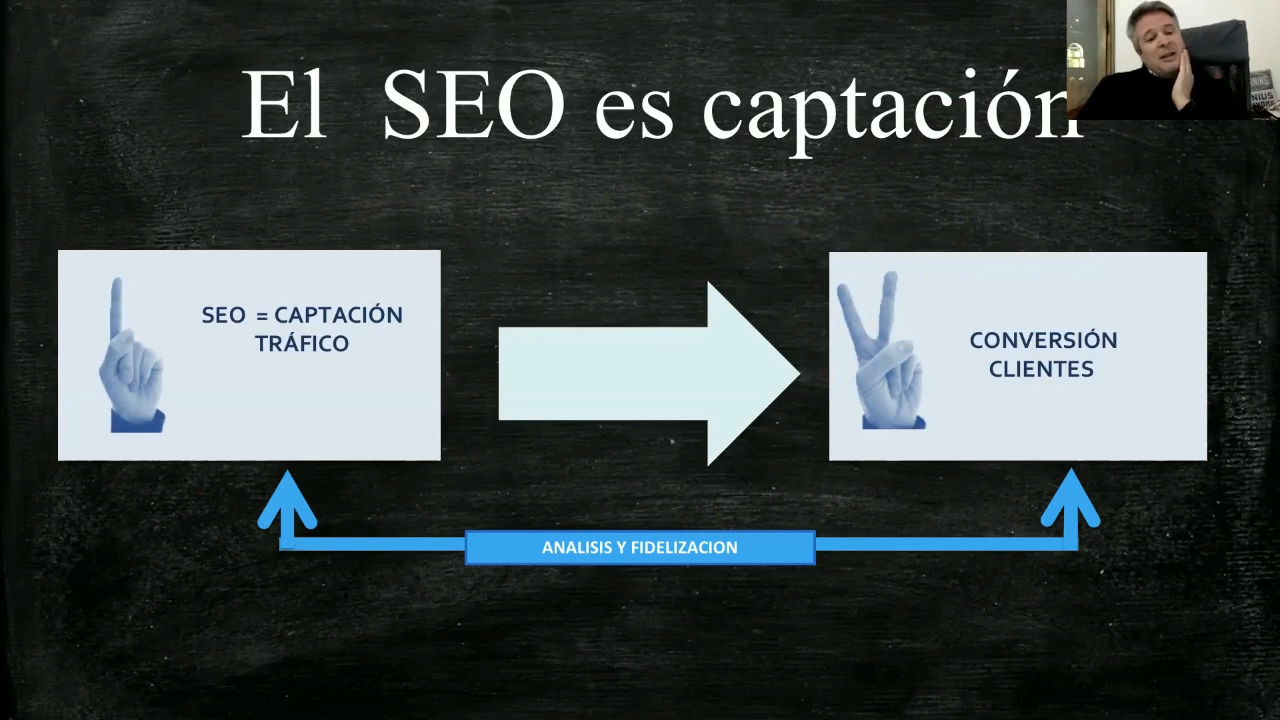 El  SEO es captación
SEO  = CAPTACIÓN
TRÁFICO
CONVERSIÓN
CLIENTES
ANALISIS Y FIDELIZACION